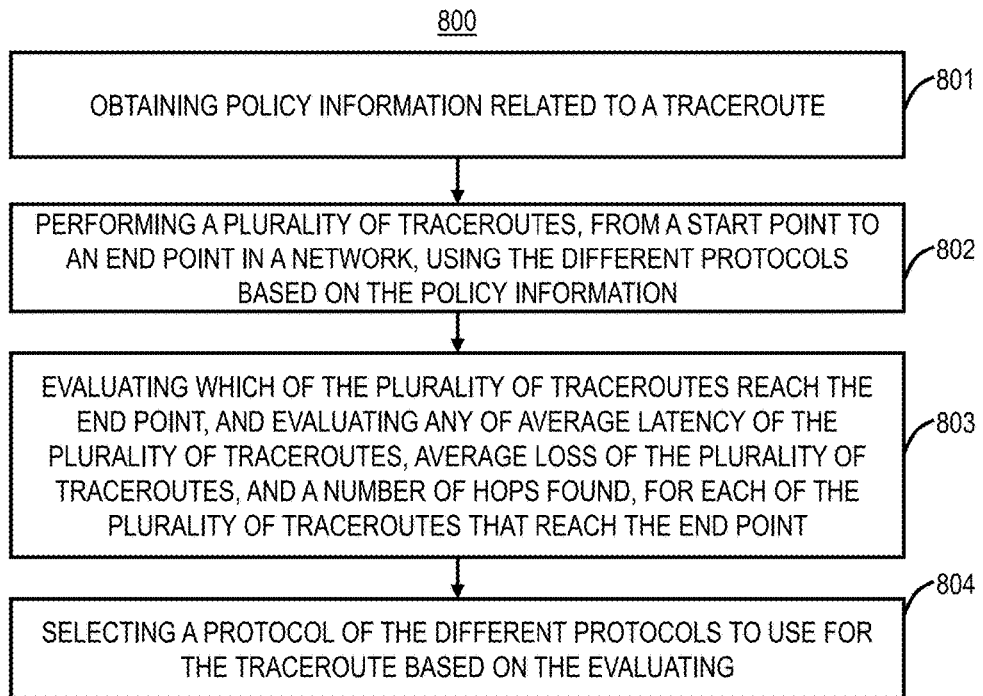 800
OBTAINING POLICY INFORMATION RELATED TO A TRACEROUTE
801
PERFORMING A PLURALITY OF TRACEROUTES, FROM A START POINT TO
AN END POINT IN A NETWORK, USING THE DIFFERENT PROTOCOLS
BASED ON THE POLICY INFORMATION
802
EVALUATING WHICH OF THE PLURALITY OF TRACEROUTES REACH THE
END POINT, AND EVALUATING ANY OF AVERAGE LATENCY OF THE
PLURALITY OF TRACEROUTES, AVERAGE LOSS OF THE PLURALITY OF
TRACEROUTES, AND A NUMBER OF HOPS FOUND, FOR EACH OF THE
PLURALITY OF TRACEROUTES THAT REACH THE END POINT
803
SELECTING A PROTOCOL OF THE DIFFERENT PROTOCOLS TO USE FOR
THE TRACEROUTE BASED ON THE EVALUATING
804